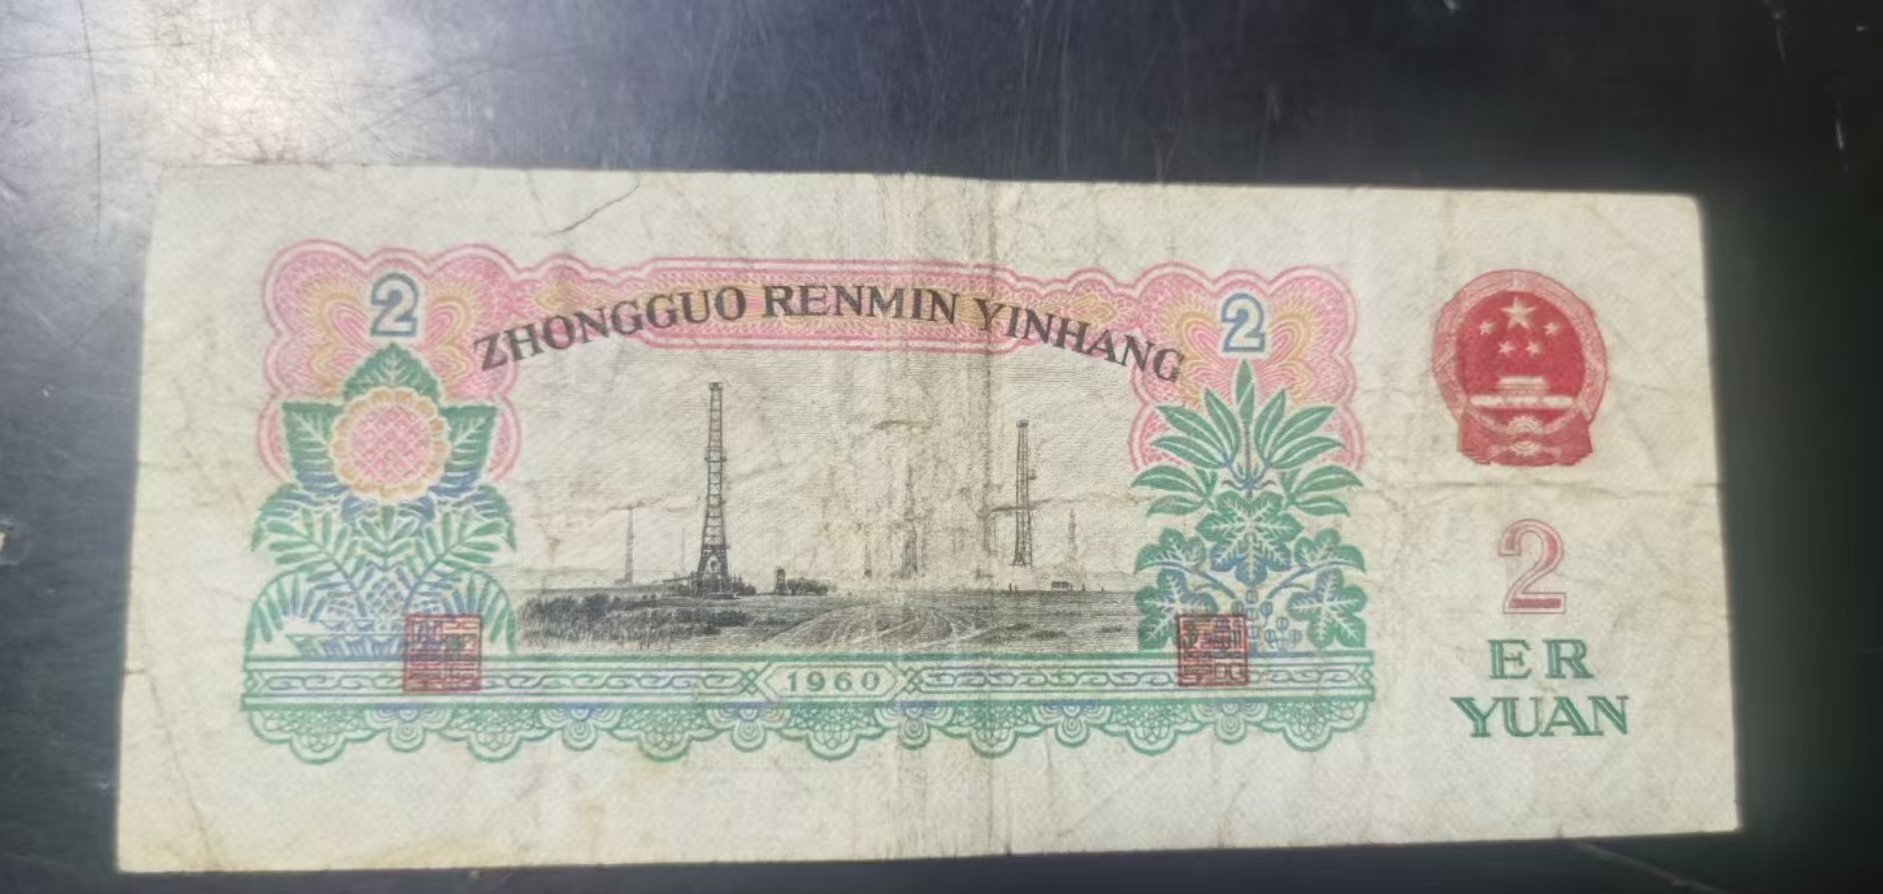 2
2
ZHONGGUO RENMIN YINHANG
1960
2
ER
YUAN